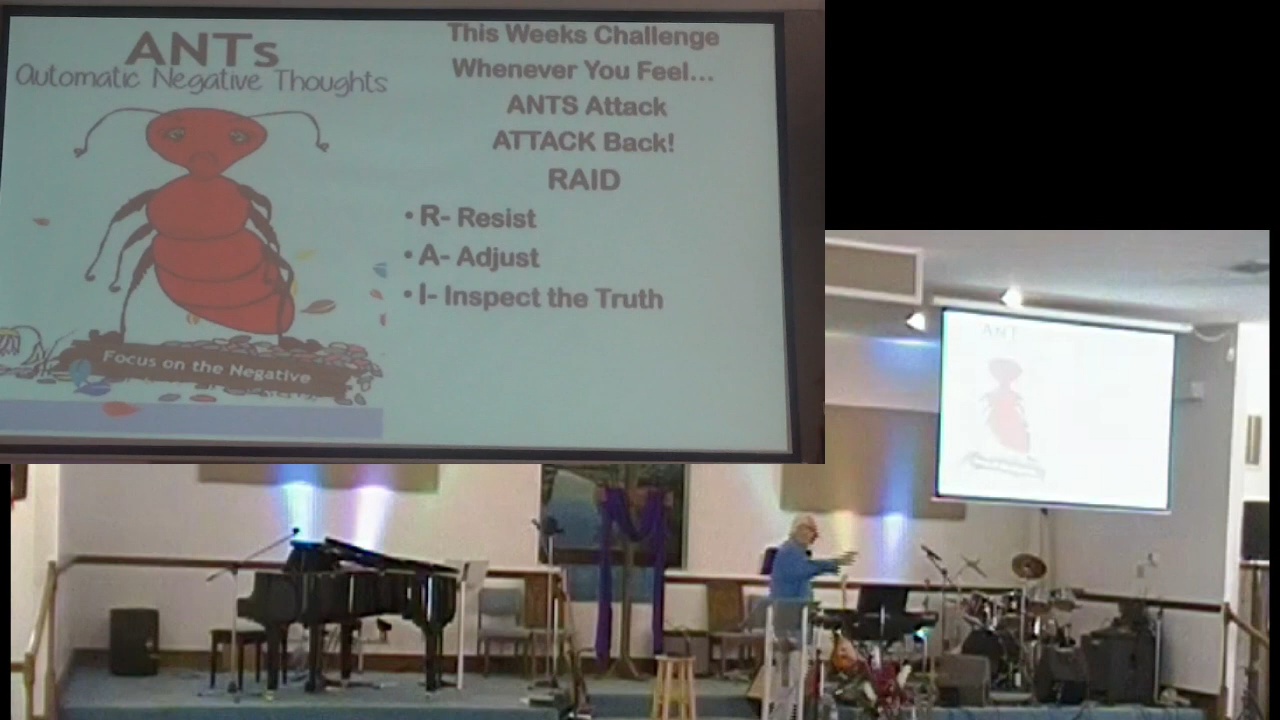 ANTs
Automatic Negative Thoughts
Focus on the Negative
This Weeks Challenge
Whenever You Feel...
ANTS Attack
ATTACK Back!
RAID
• R- Resist
• A- Adjust
• I- Inspect the Truth
ANT